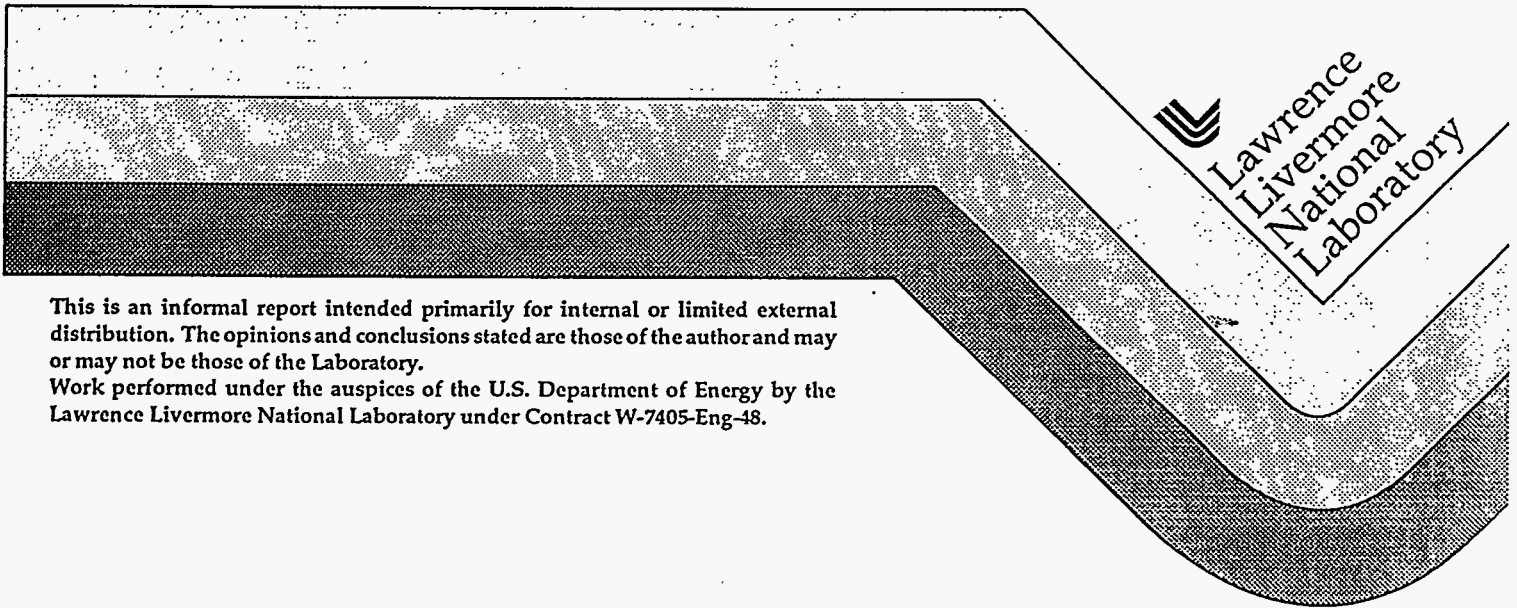 Lawrence
Livermore
National
Laboratory
This is an informal report intended primarily for internal or limited external
distribution. The opinions and conclusions stated are those of the author and may
or may not be those of the Laboratory.
Work performed under the auspices of the U.S. Department of Energy by the
Lawrence Livermore National Laboratory under Contract W-7405-Eng-48.